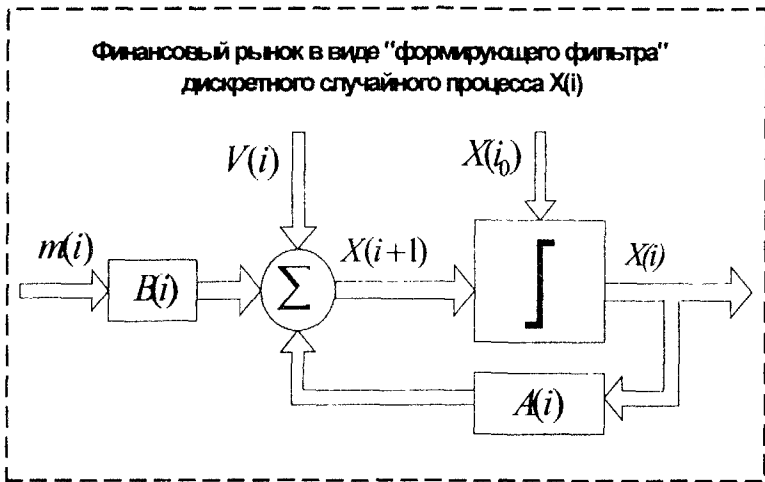 Финансовый рынок в виде "формирующего фильтра"
дискретного случайного процесса X(i)
V(i)
X(i₀)
m(i)
B(i)
Σ
X(i+1)
X(i)
A(i)